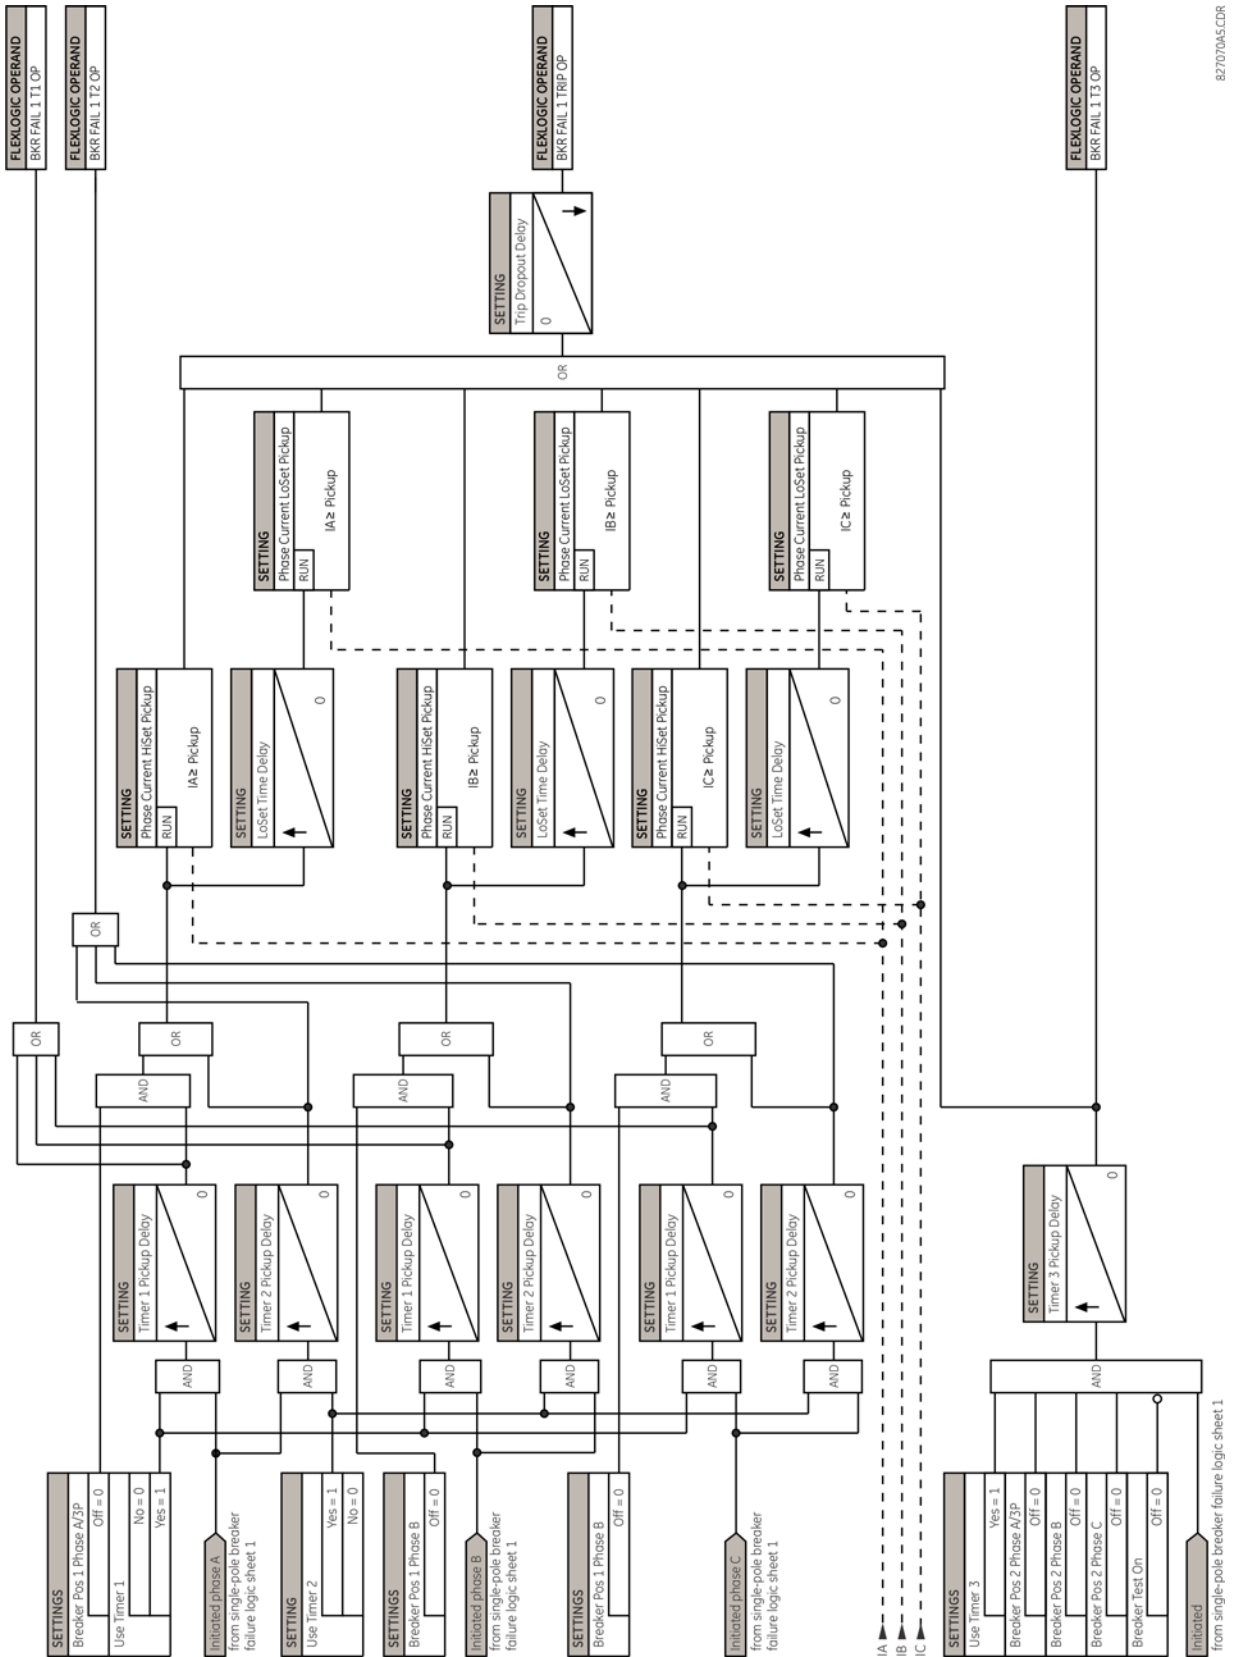 SETTINGS
Breaker Pos 1 Phase A/3P
Off = 0
Use Timer 1
No = 0
Yes = 1
Initiated phase A
from single-pole breaker
failure logic sheet 1
SETTING
Use Timer 2
Yes = 1
No = 0
SETTINGS
Breaker Pos 1 Phase B
Off = 0
Initiated phase B
from single-pole breaker
failure logic sheet 1
SETTINGS
Breaker Pos 1 Phase B
Off = 0
Initiated phase C
from single-pole breaker
failure logic sheet 1
IA
IB
IC
SETTINGS
Use Timer 3
Yes = 1
Breaker Pos 2 Phase A/3P
Off = 0
Breaker Pos 2 Phase B
Off = 0
Breaker Pos 2 Phase C
Off = 0
Breaker Test On
Off = 0
Initiated
from single-pole breaker failure logic sheet 1
AND
AND
AND
AND
AND
AND
AND
SETTING
Timer 1 Pickup Delay
0
SETTING
Timer 2 Pickup Delay
0
SETTING
Timer 1 Pickup Delay
0
SETTING
Timer 2 Pickup Delay
0
SETTING
Timer 1 Pickup Delay
0
SETTING
Timer 2 Pickup Delay
0
SETTING
Timer 3 Pickup Delay
0
AND
AND
AND
OR
OR
OR
OR
OR
SETTING
Phase Current HiSet Pickup
RUN
IA ≥ Pickup
SETTING
LoSet Time Delay
0
SETTING
Phase Current HiSet Pickup
RUN
IB ≥ Pickup
SETTING
LoSet Time Delay
0
SETTING
Phase Current HiSet Pickup
RUN
IC ≥ Pickup
SETTING
LoSet Time Delay
0
SETTING
Phase Current LoSet Pickup
RUN
IA ≥ Pickup
SETTING
Phase Current LoSet Pickup
RUN
IB ≥ Pickup
SETTING
Phase Current LoSet Pickup
RUN
IC ≥ Pickup
OR
SETTING
Trip Dropout Delay
0
FLEXLOGIC OPERAND
BKR FAIL 1 T1 OP
FLEXLOGIC OPERAND
BKR FAIL 1 T2 OP
FLEXLOGIC OPERAND
BKR FAIL 1 TRIP OP
FLEXLOGIC OPERAND
BKR FAIL 1 T3 OP
827070A5.CDR